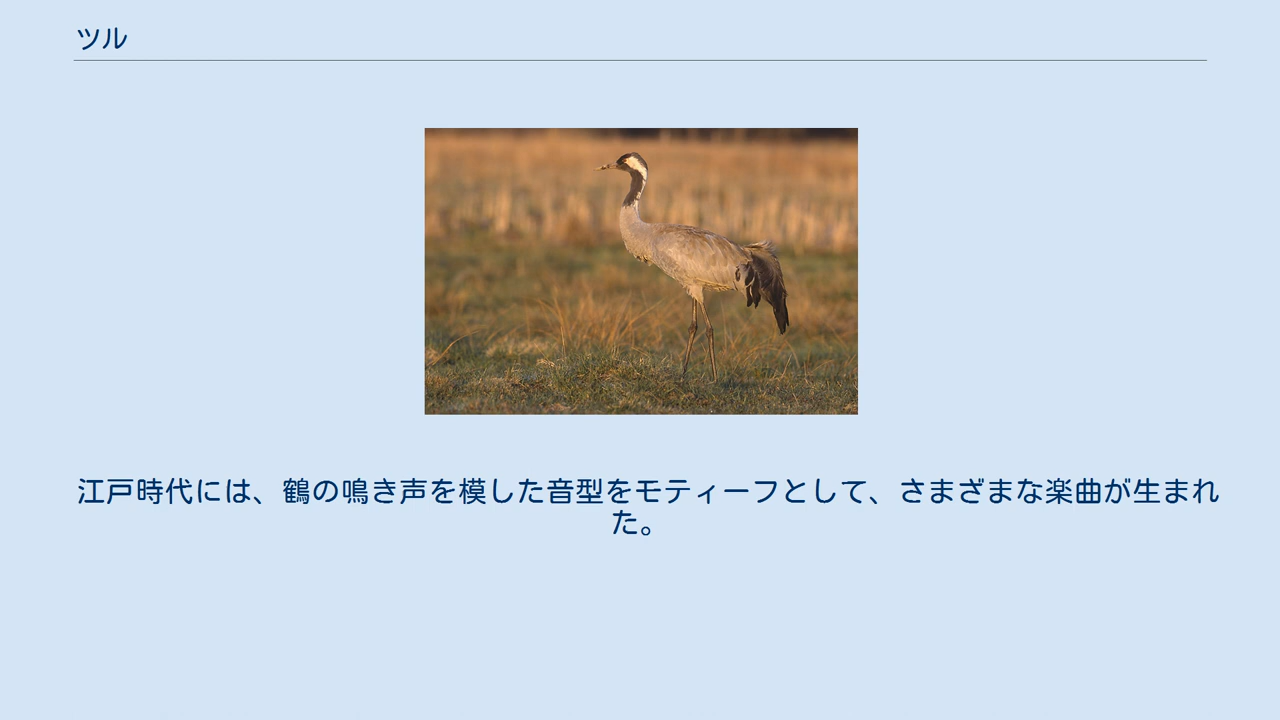 ツル
江戸時代には、鶴の鳴き声を模した音型をモティーフとして、さまざまな楽曲が生まれ
た。